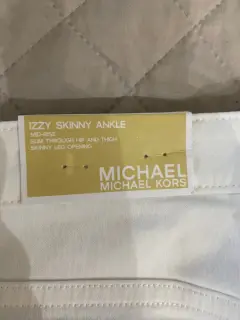 IZZY SKINNY ANKLE
MID-RISE
SLIM THROUGH HIP AND THIGH
SKINNY LEG OPENING
MICHAEL
MICHAEL KORS